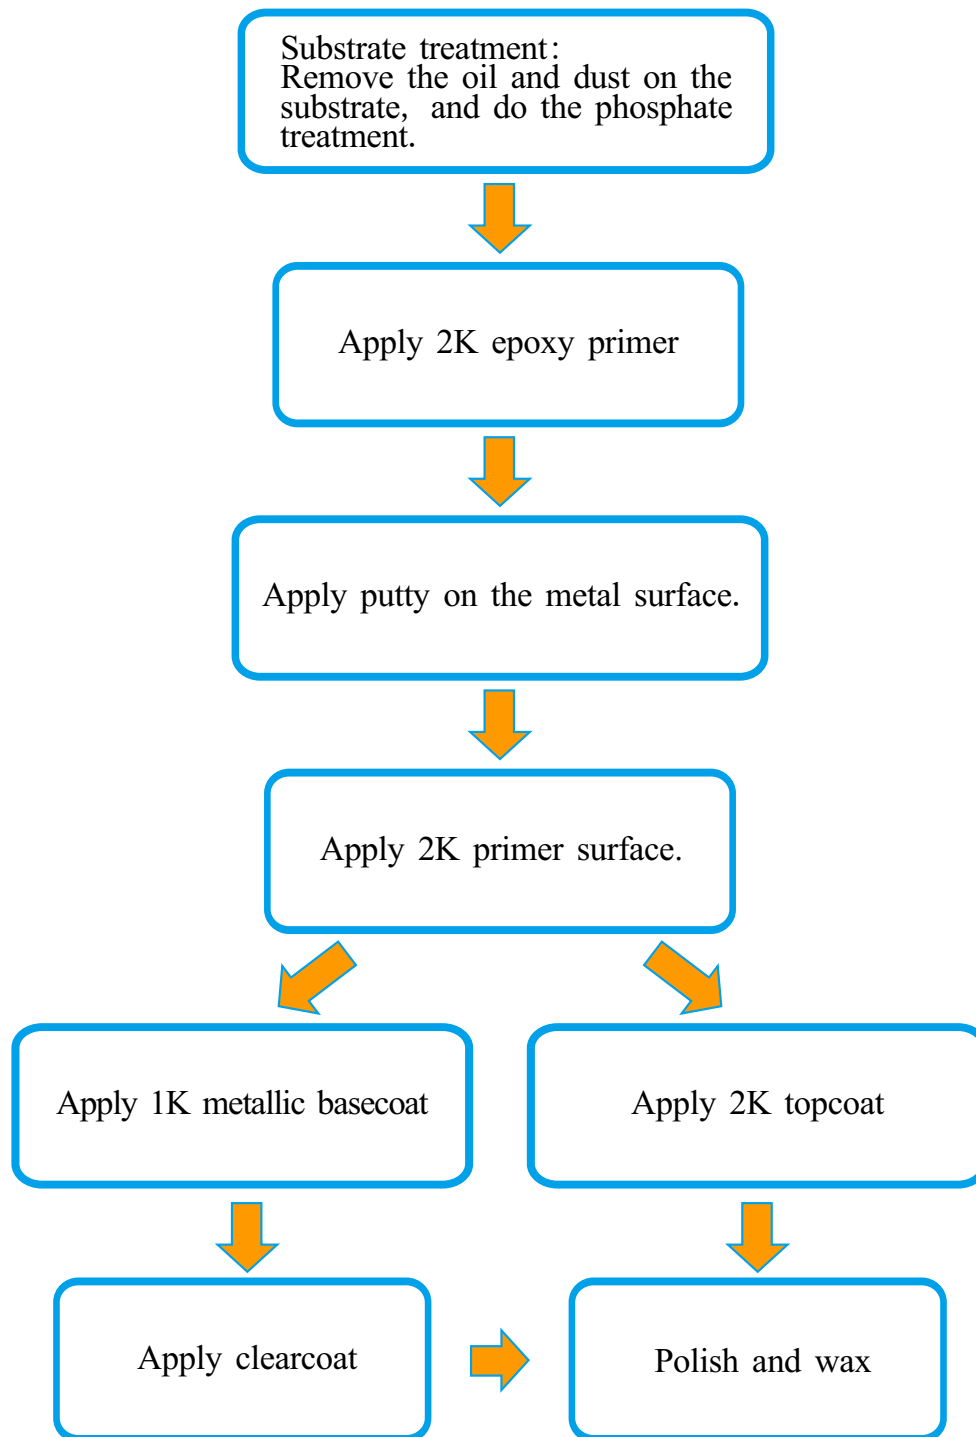 Substrate treatment:
Remove the oil and dust on the
substrate, and do the phosphate
treatment.
Apply 2K epoxy primer
Apply putty on the metal surface.
Apply 2K primer surface.
Apply 1K metallic basecoat
Apply 2K topcoat
Apply clearcoat
Polish and wax